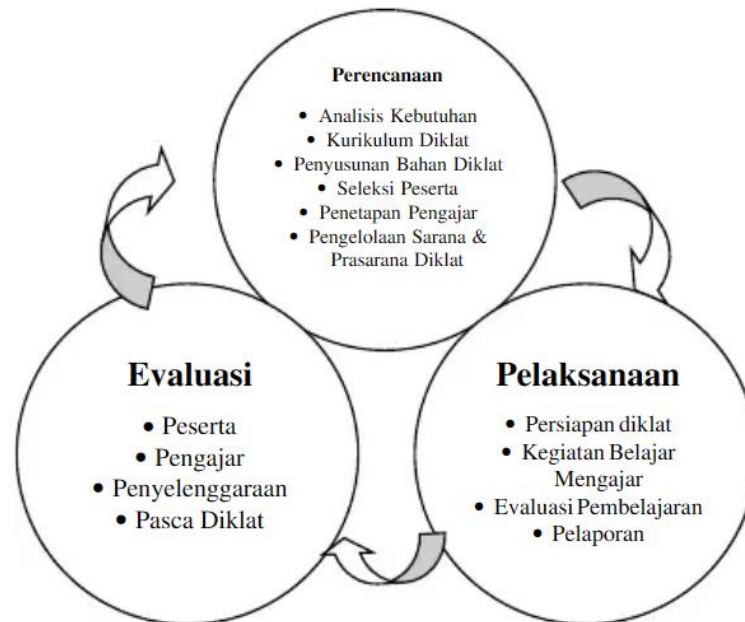 Perencanaan
• Analisis Kebutuhan
• Kurikulum Diklat
• Penyusunan Bahan Diklat
• Seleksi Peserta
• Penetapan Pengajar
• Pengelolaan Sarana &
Prasarana Diklat
Evaluasi
• Peserta
• Pengajar
• Penyelenggaraan
• Pasca Diklat
Pelaksanaan
• Persiapan diklat
• Kegiatan Belajar
Mengajar
• Evaluasi Pembelajaran
• Pelaporan